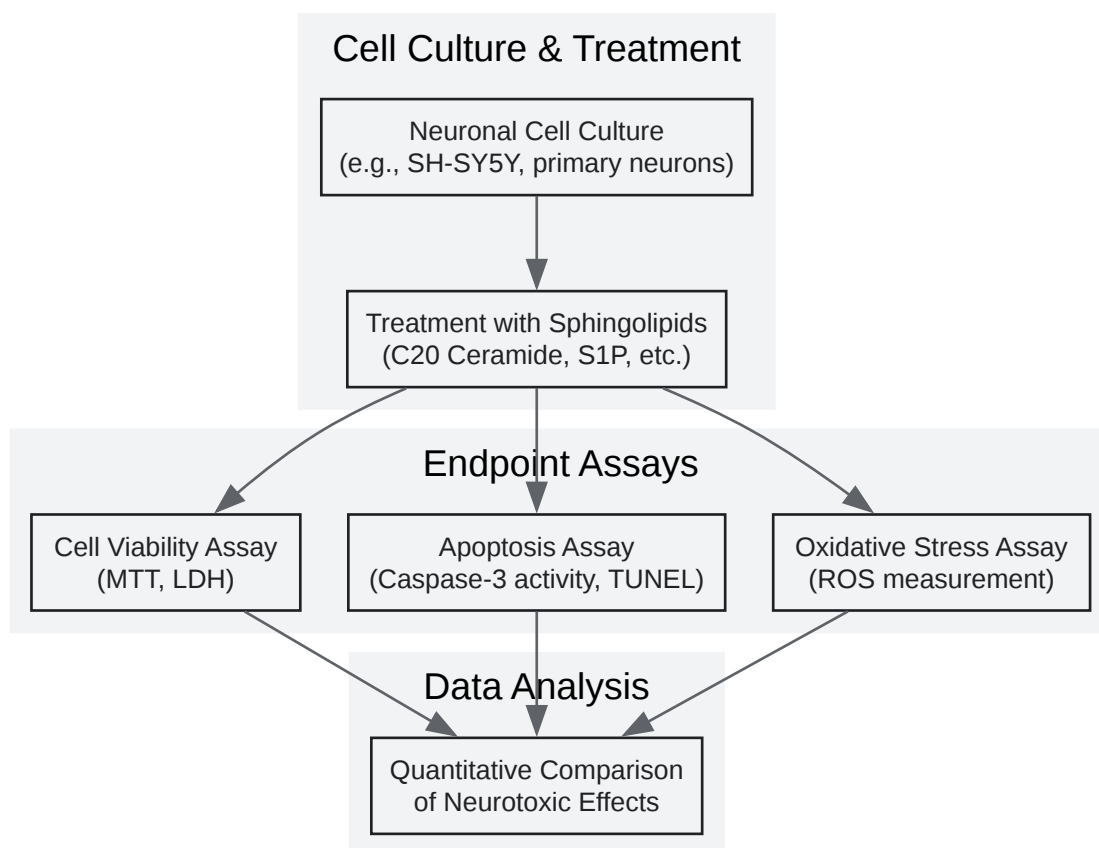 Cell Culture & Treatment
Neuronal Cell Culture
(e.g., SH-SY5Y, primary neurons)
Treatment with Sphingolipids
(C20 Ceramide, S1P, etc.)
Endpoint Assays
Cell Viability Assay
(MTT, LDH)
Apoptosis Assay
(Caspase-3 activity, TUNEL)
Oxidative Stress Assay
(ROS measurement)
Data Analysis
Quantitative Comparison
of Neurotoxic Effects